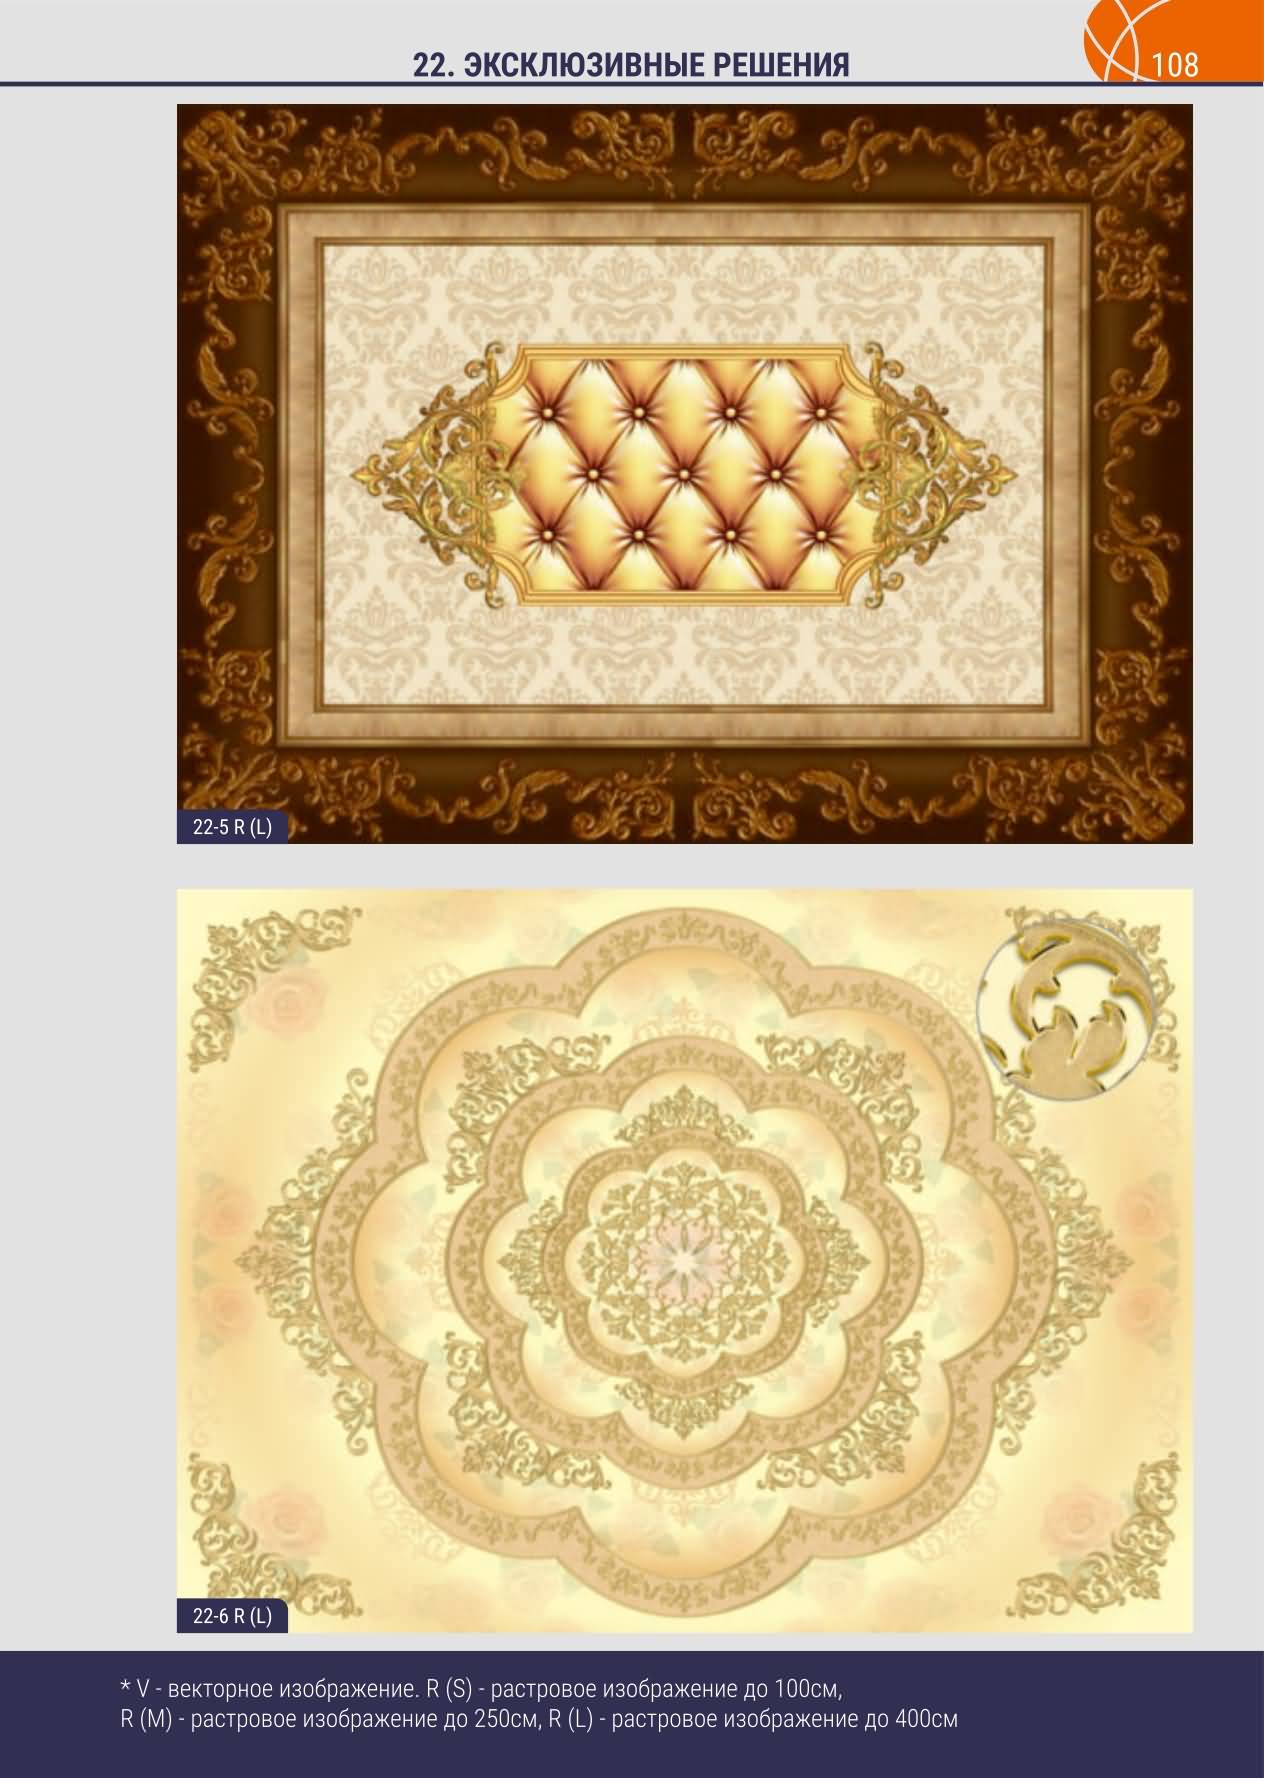 22. ЭКСКЛЮЗИВНЫЕ РЕШЕНИЯ
108
22-5 R (L)
22-6 R (L)
* V - векторное изображение. R (S) - растровое изображение до 100см,
R (M) - растровое изображение до 250см, R (L) - растровое изображение до 400см